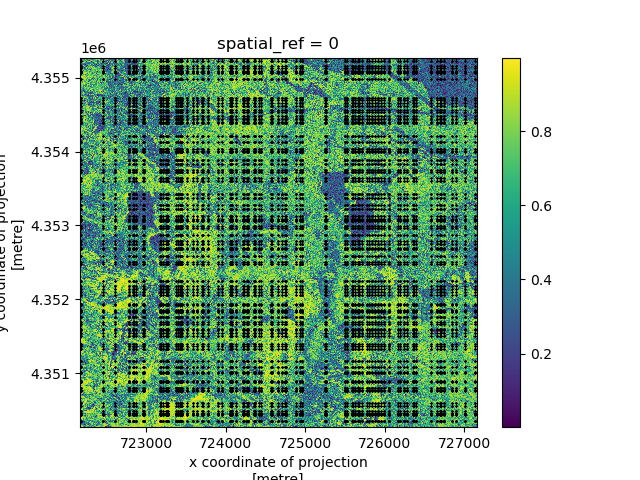 spatial_ref = 0
1e6
4.355
4.354
4.353
4.352
4.351
y coordinate of projection
[metre]
723000 724000 725000 726000 727000
x coordinate of projection
[metre]
0.8
0.6
0.4
0.2